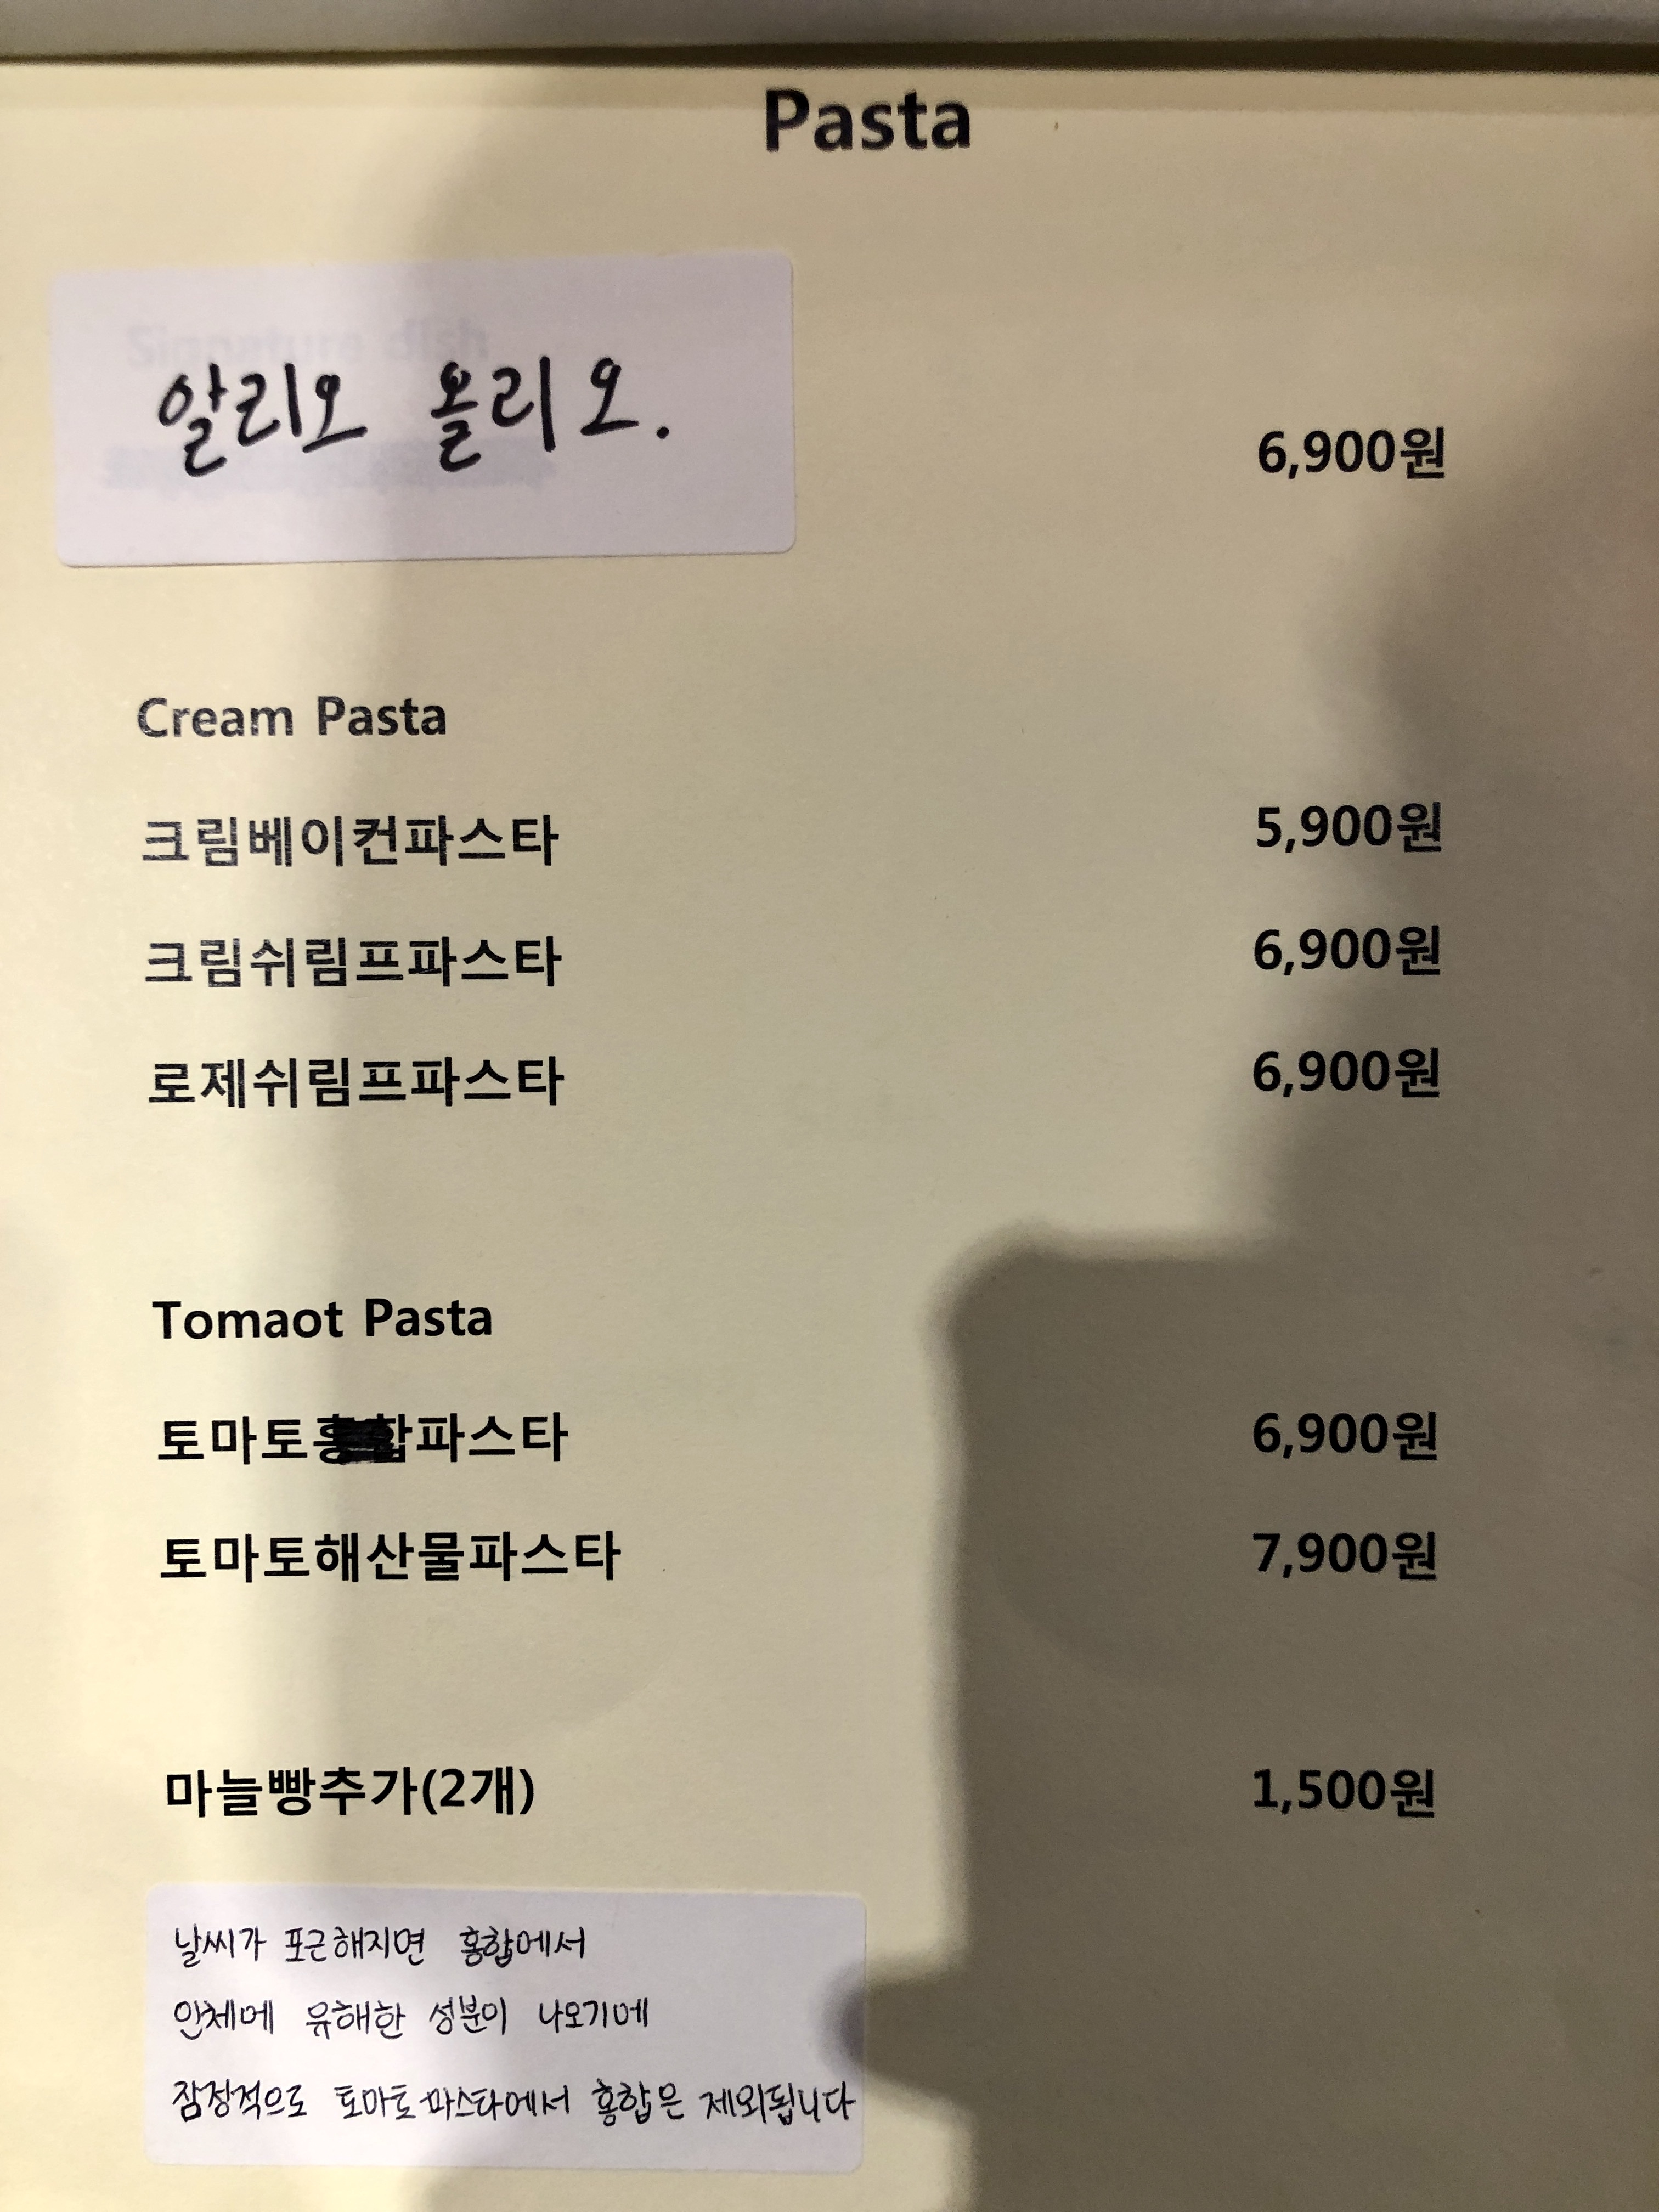 Pasta
Signature dish
알리오 올리오.
6,900원
Cream Pasta
크림베이컨파스타 5,900원
크림쉬림프파스타 6,900원
로제쉬림프파스타 6,900원
Tomaot Pasta
토마토홍합파스타 6,900원
토마토해산물파스타 7,900원
마늘빵추가(2개) 1,500원
날씨가 포근해지면 홍합에서
인체에 유해한 성분이 나오기에
잠정적으로 토마토파스타에서 홍합은 제외됩니다